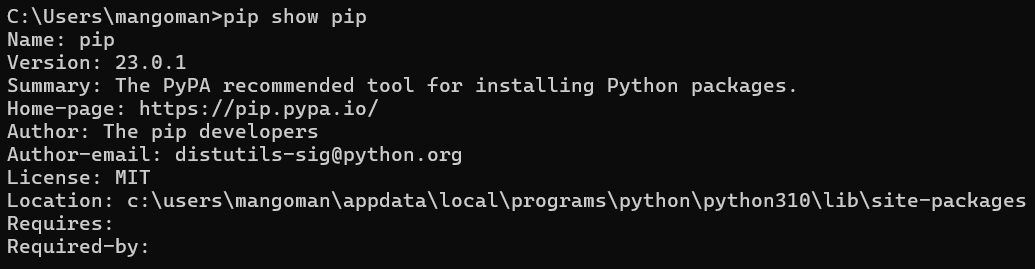 C:\Users\mangoman>pip show pip
Name: pip
Version: 23.0.1
Summary: The PyPA recommended tool for installing Python packages.
Home-page: https://pip.pypa.io/
Author: The pip developers
Author-email: distutils-sig@python.org
License: MIT
Location: c:\users\mangoman\appdata\local\programs\python\python310\lib\site-packages
Requires:
Required-by: